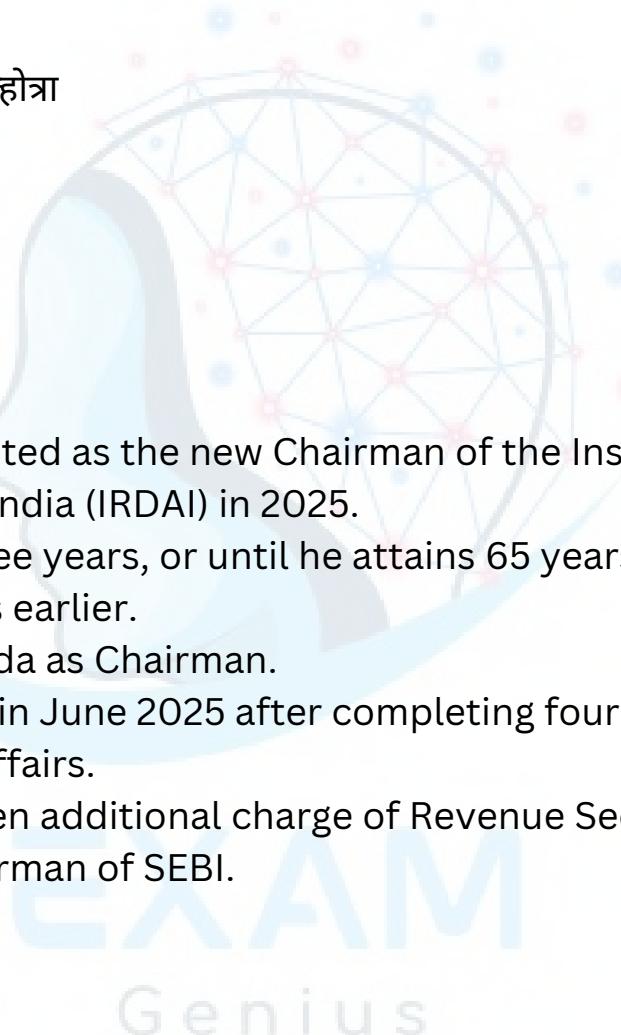 होत्रा
ted as the new Chairman of the Ins
ndia (IRDAI) in 2025.
ee years, or until he attains 65 year
s earlier.
da as Chairman.
in June 2025 after completing four
ffairs.
en additional charge of Revenue Se
rman of SEBI.
EXAM
Genius